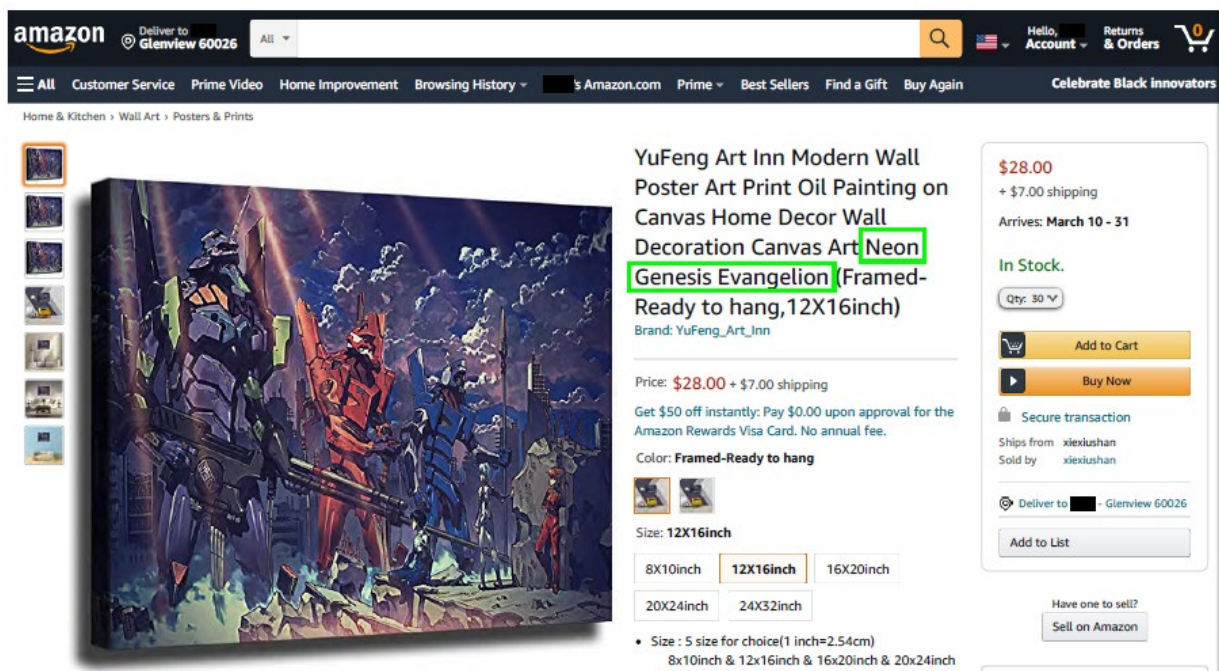 amazon
Deliver to
Glenview 60026
All
Hello,
Account
Returns
& Orders
0
All
Customer Service
Prime Video
Home Improvement
Browsing History
's Amazon.com
Prime
Best Sellers
Find a Gift
Buy Again
Celebrate Black innovators
Home & Kitchen › Wall Art › Posters & Prints
YuFeng Art Inn Modern Wall
Poster Art Print Oil Painting on
Canvas Home Decor Wall
Decoration Canvas Art Neon
Genesis Evangelion (Framed-
Ready to hang,12X16inch)
Brand: YuFeng_Art_Inn
Price: $28.00 + $7.00 shipping
Get $50 off instantly: Pay $0.00 upon approval for the
Amazon Rewards Visa Card. No annual fee.
Color: Framed-Ready to hang
Size: 12X16inch
8X10inch
12X16inch
16X20inch
20X24inch
24X32inch
• Size : 5 size for choice(1 inch=2.54cm)
8x10inch & 12x16inch & 16x20inch & 20x24inch
$28.00
+ $7.00 shipping
Arrives: March 10 - 31
In Stock.
Qty: 30
Add to Cart
Buy Now
Secure transaction
Ships from xiexiushan
Sold by xiexiushan
Deliver to - Glenview 60026
Add to List
Have one to sell?
Sell on Amazon